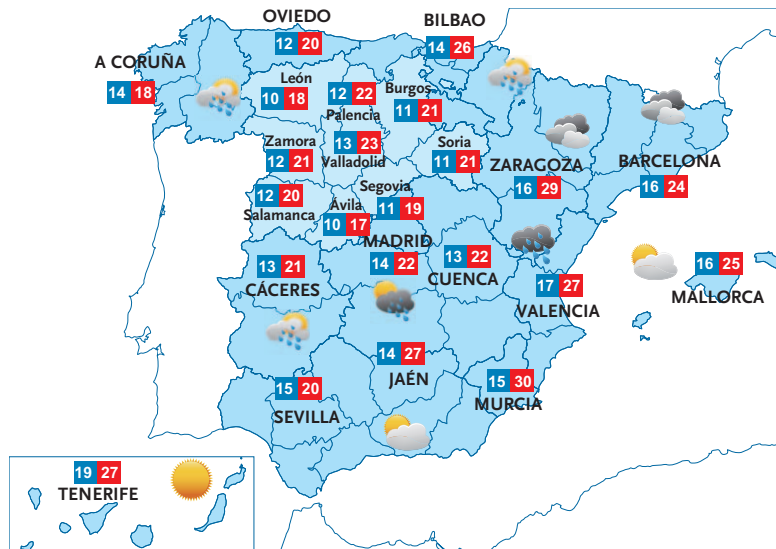 OVIEDO
12 20
BILBAO
14 26
A CORUÑA
14 18
León
10 18
12 22
Palencia
Burgos
11 21
Zamora
12 21
13 23
Valladolid
Soria
11 21
ZARAGOZA
16 29
BARCELONA
16 24
12 20
Salamanca
Ávila
10 17
Segovia
11 19
MADRID
14 22
13 22
CUENCA
13 21
CÁCERES
17 27
VALENCIA
16 25
MALLORCA
14 27
JAÉN
15 30
MURCIA
15 20
SEVILLA
19 27
TENERIFE